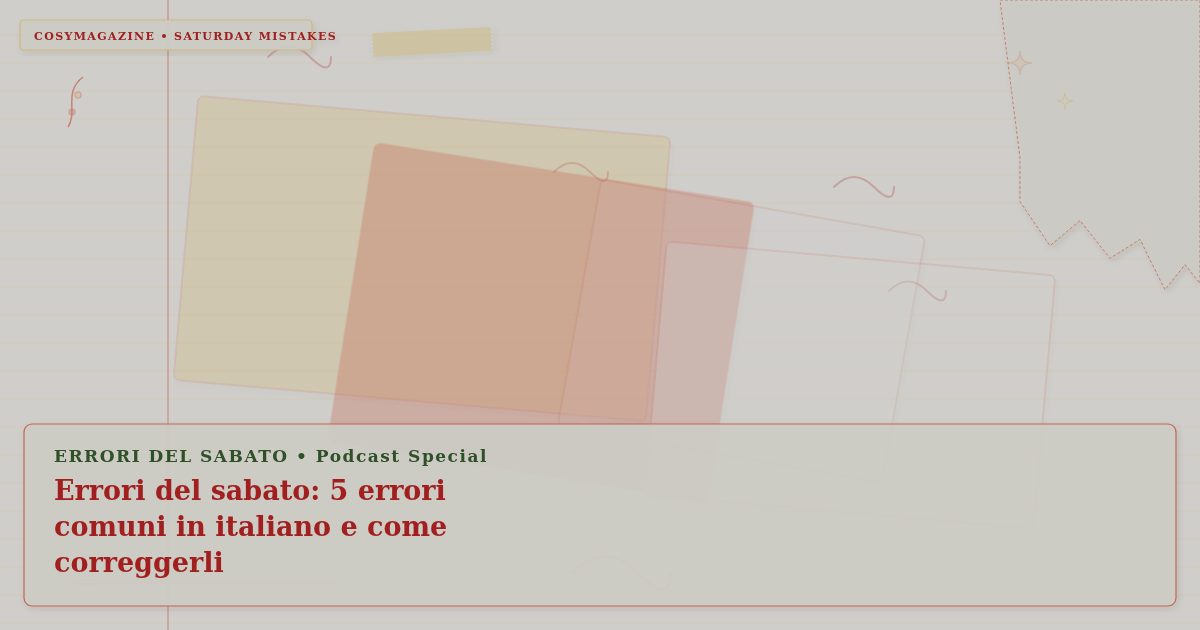 COSYMAGAZINE • SATURDAY MISTAKES
ERRORI DEL SABATO • Podcast Special
Errori del sabato: 5 errori
comuni in italiano e come
correggerli